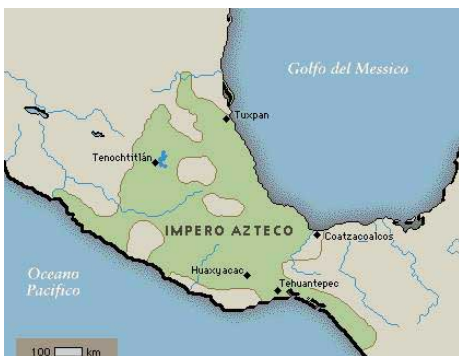 Golfo del Messico
Tuxpan
Tenochtitlán
IMPERO AZTECO
Coatzacoalcos
Huaxyacac
Tehuantepec
Oceano
Pacifico
100 km